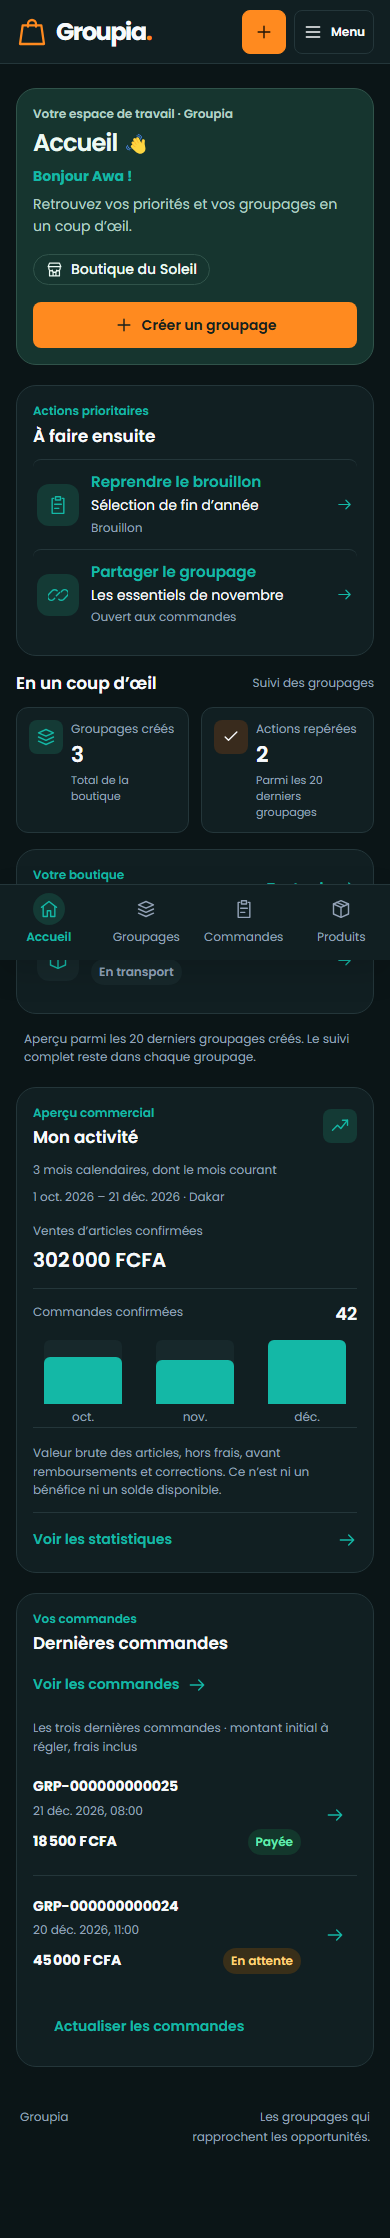 Groupia.
Menu
Votre espace de travail · Groupia
Accueil 👋
Bonjour Awa !
Retrouvez vos priorités et vos groupages en
un coup d’œil.
Boutique du Soleil
Créer un groupage
Actions prioritaires
À faire ensuite
Reprendre le brouillon
Sélection de fin d’année
Brouillon
Partager le groupage
Les essentiels de novembre
Ouvert aux commandes
En un coup d’œil
Suivi des groupages
Groupages créés
3
Total de la
boutique
Actions repérées
2
Parmi les 20
derniers
groupages
Votre boutique
Accueil
Groupages
Commandes
Produits
En transport
Aperçu parmi les 20 derniers groupages créés. Le suivi
complet reste dans chaque groupage.
Aperçu commercial
Mon activité
3 mois calendaires, dont le mois courant
1 oct. 2026 – 21 déc. 2026 · Dakar
Ventes d’articles confirmées
302 000 FCFA
Commandes confirmées
42
oct.
nov.
déc.
Valeur brute des articles, hors frais, avant
remboursements et corrections. Ce n’est ni un
bénéfice ni un solde disponible.
Voir les statistiques
Vos commandes
Dernières commandes
Voir les commandes
Les trois dernières commandes · montant initial à
régler, frais inclus
GRP-000000000025
21 déc. 2026, 08:00
18 500 FCFA
Payée
GRP-000000000024
20 déc. 2026, 11:00
45 000 FCFA
En attente
Actualiser les commandes
Groupia
Les groupages qui
rapprochent les opportunités.